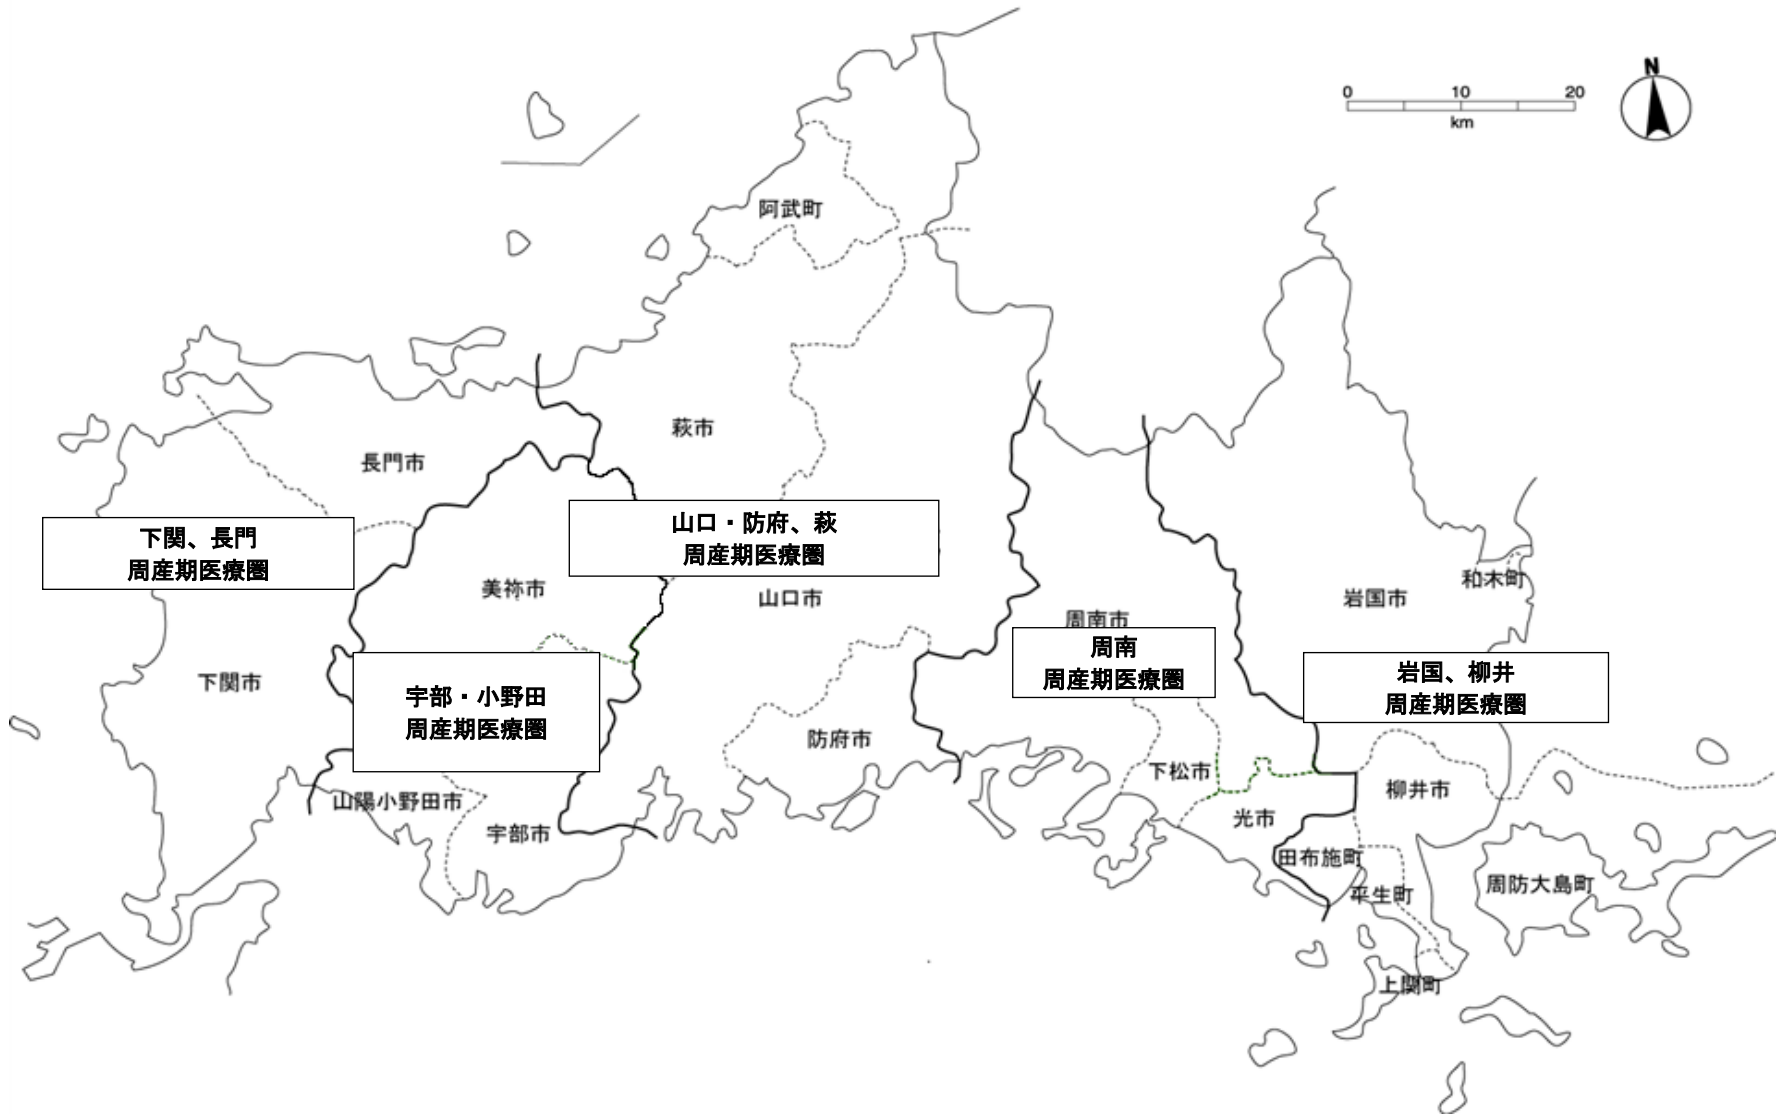 N
0 10 20
km
阿武町
萩市
長門市
下関、長門
周産期医療圏
山口・防府、萩
周産期医療圏
美祢市
山口市
周南市
岩国市
和木町
周南
周産期医療圏
岩国、柳井
周産期医療圏
下関市
宇部・小野田
周産期医療圏
防府市
下松市
柳井市
山陽小野田市
宇部市
光市
田布施町
平生町
周防大島町
上関町